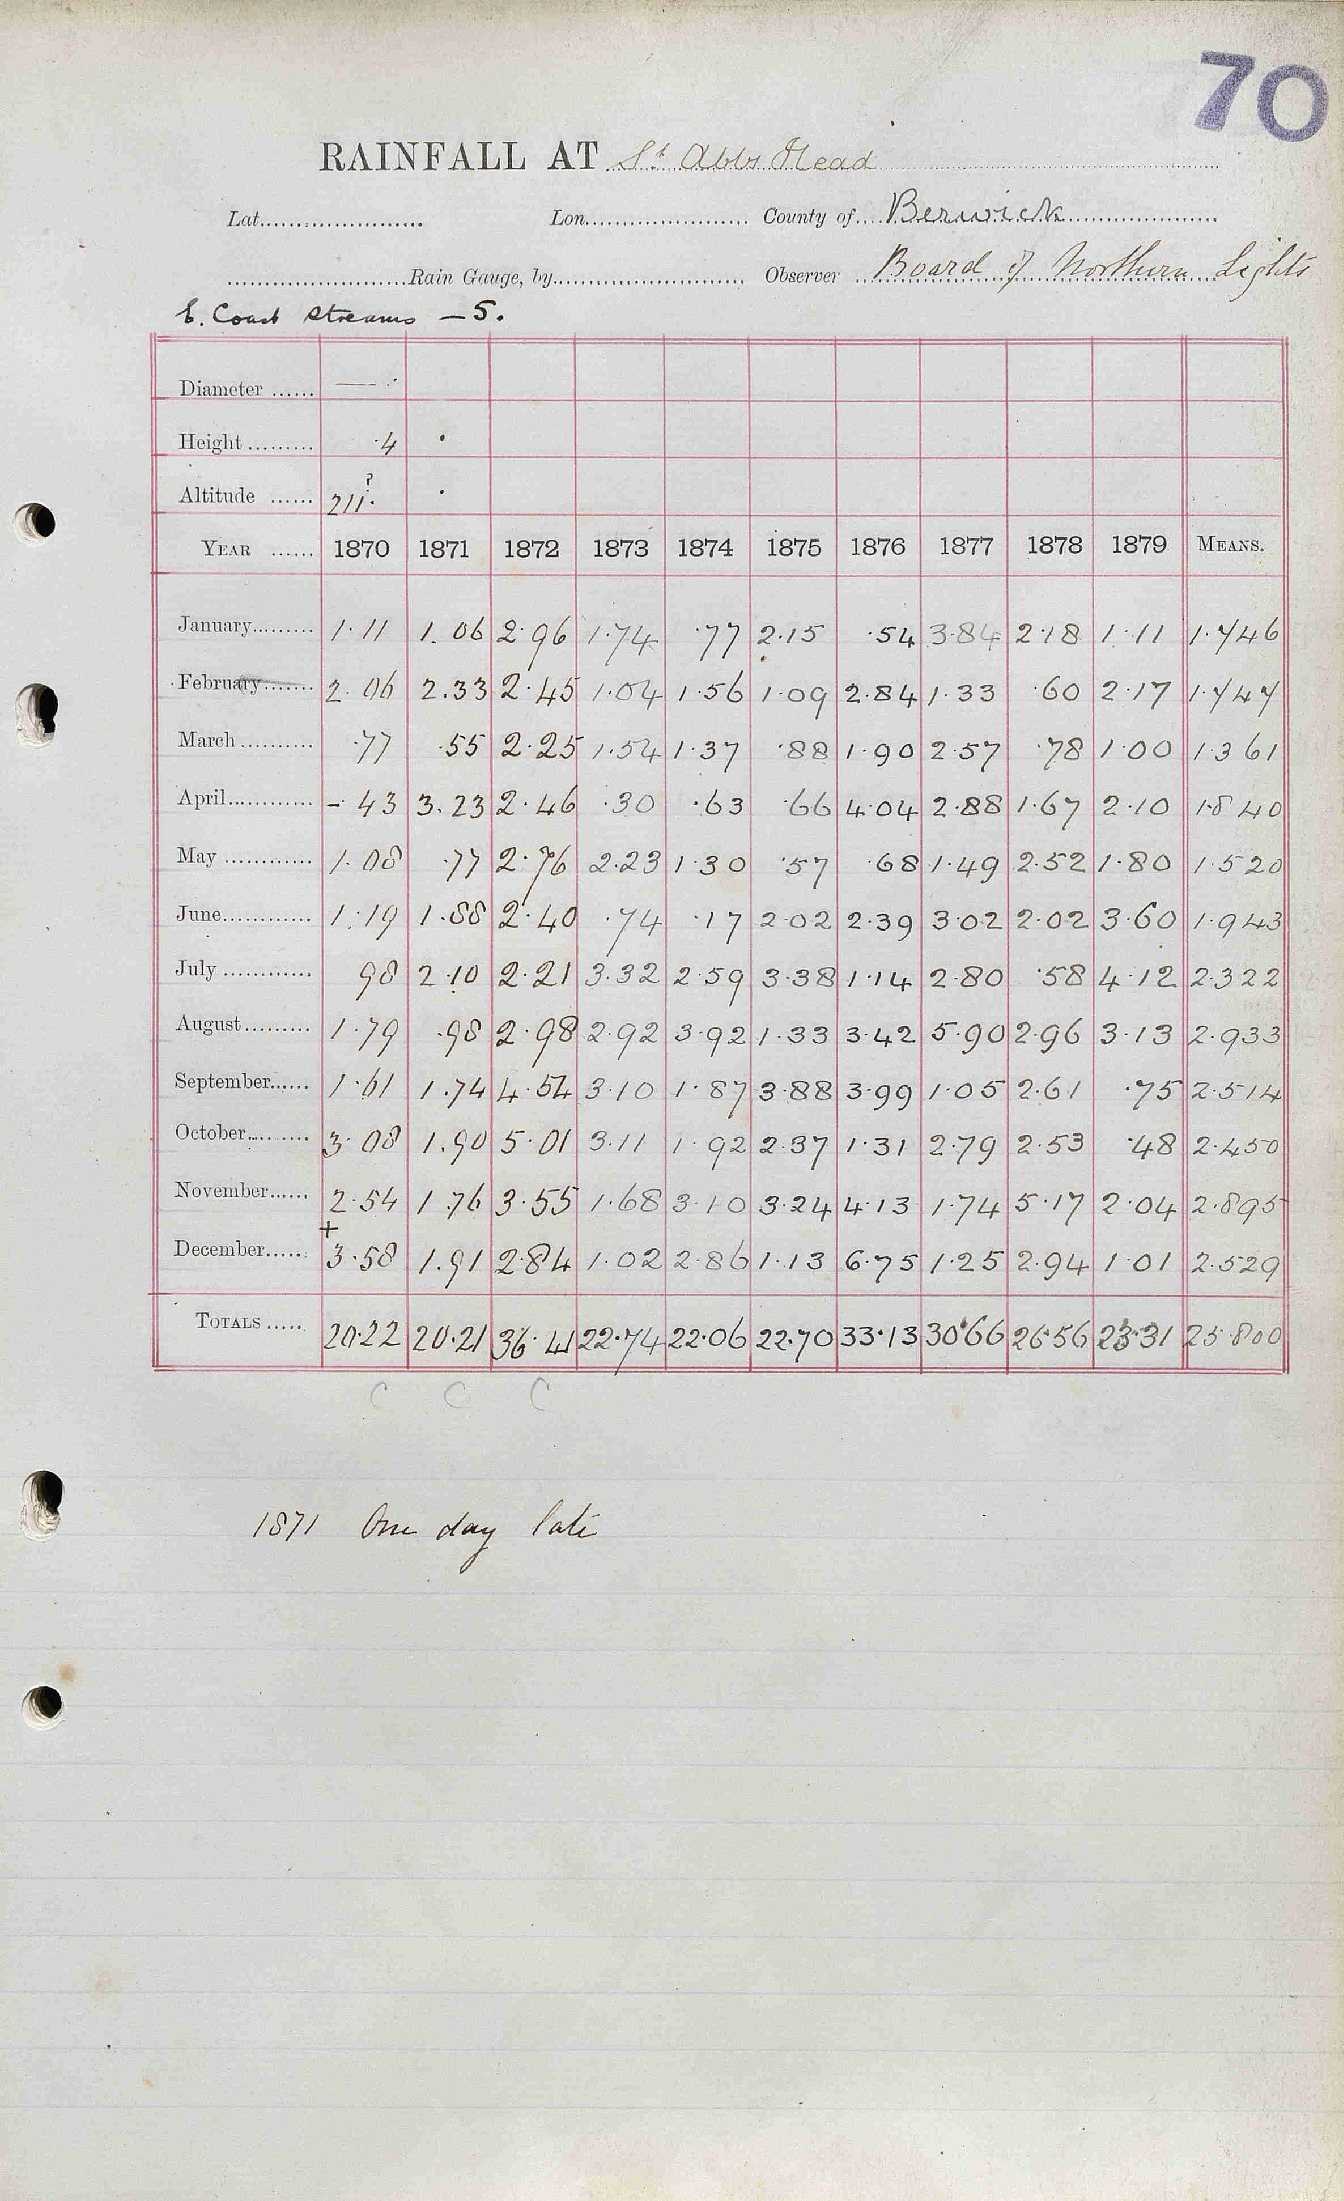 70
RAINFALL AT St Abbs Head
Lat. Lon. County of Berwick
Rain Gauge, by Observer Board of Northern Lights
E. Coast Streams – 5.
Diameter —
Height ·4
Altitude 211· ?
YEAR 1870 1871 1872 1873 1874 1875 1876 1877 1878 1879 MEANS.
January 1·11 1.06 2·96 1·74 ·77 2·15 ·54 3·84 2·18 1·11 1·746
February 2.06 2.33 2·45 1·04 1·56 1·09 2·84 1·33 ·60 2·17 1·747
March ·77 .55 2·25 1·54 1·37 ·88 1·90 2·57 ·78 1·00 1·361
April -·43 3.23 2·46 ·30 ·63 ·66 4·04 2·88 1·67 2·10 1·840
May 1·08 ·77 2·76 2·23 1·30 ·57 ·68 1·49 2·52 1·80 1·520
June 1·19 1·88 2·40 ·74 ·17 2·02 2·39 3·02 2·02 3·60 1·943
July 98 2·10 2·21 3·32 2·59 3·38 1·14 2·80 ·58 4·12 2·322
August 1·79 ·98 2·98 2·92 3·92 1·33 3·42 5·90 2·96 3·13 2·933
September 1·61 1.74 4·54 3·10 1·87 3·88 3·99 1·05 2·61 ·75 2·514
October 3·08 1.90 5·01 3·11 1·92 2·37 1·31 2·79 2·53 ·48 2·450
November 2·54 1.76 3·55 1·68 3·10 3·24 4·13 1·74 5·17 2·04 2·895
December +3·58 1.91 2·84 1·02 2·86 1·13 6·75 1·25 2·94 1·01 2·529
TOTALS 20·22 20·21 36·41 22·74 22·06 22·70 33·13 30·66 26·56 23·31 25·800
C C C
1871 One day late